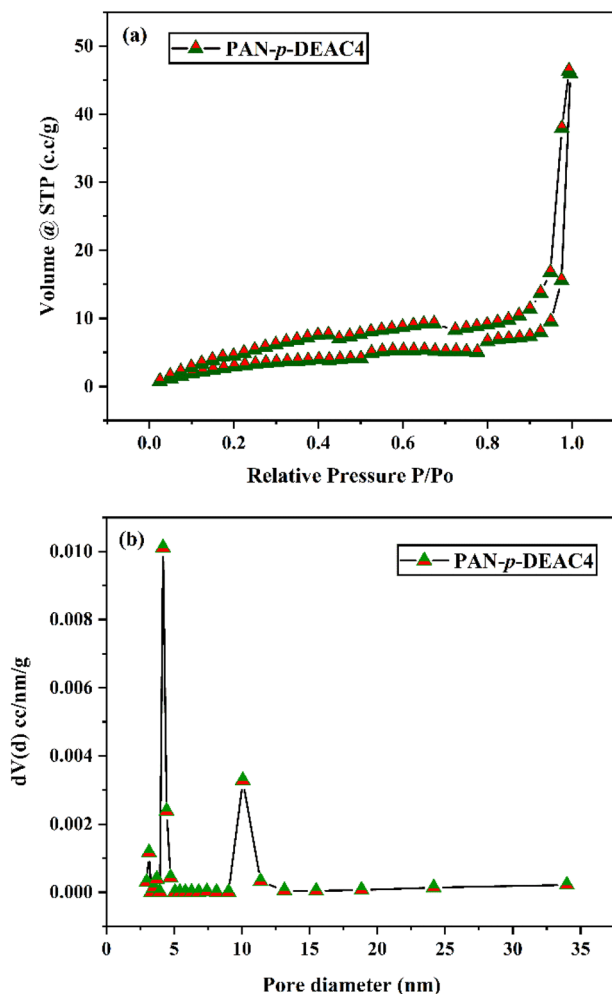 (a)
PAN-p-DEAC4
50
40
30
20
10
0
Volume @ STP (c.c/g)
0.0 0.2 0.4 0.6 0.8 1.0
Relative Pressure P/Po
(b)
PAN-p-DEAC4
0.010
0.008
0.006
0.004
0.002
0.000
dV(d) cc/nm/g
0 5 10 15 20 25 30 35
Pore diameter (nm)